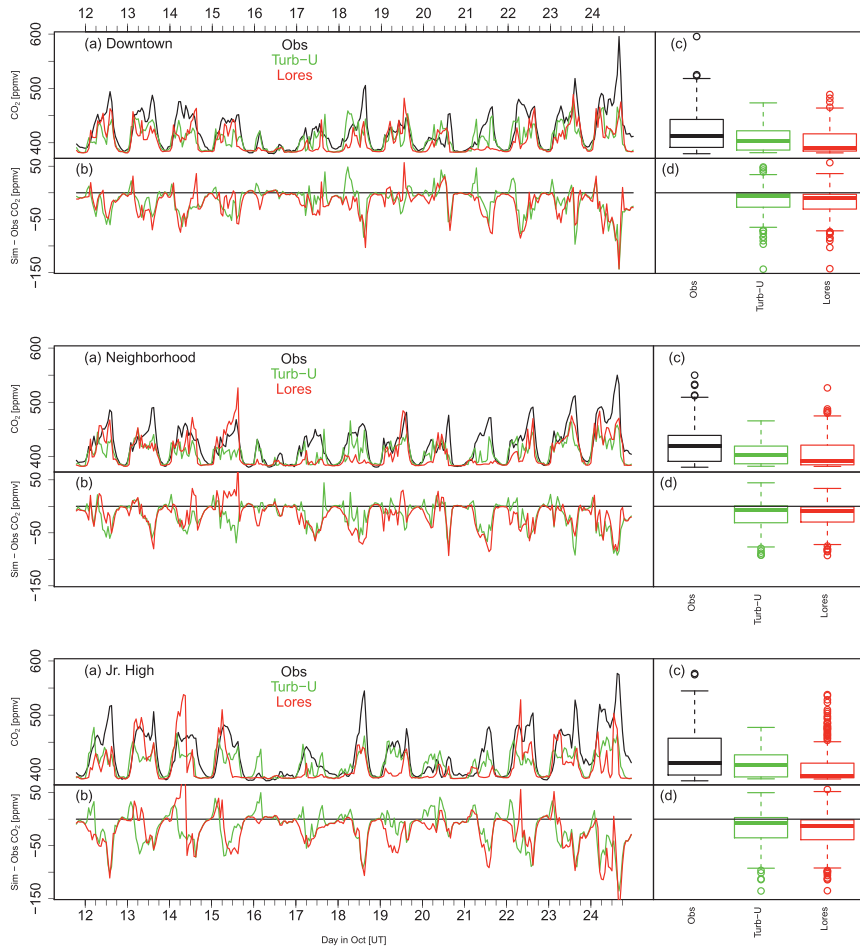 12 13 14 15 16 17 18 19 20 21 22 23 24
(a) Downtown
Obs
Turb-U
Lores
(c)
CO2 [ppmv]
400 500 600
(b)
(d)
Sim − Obs CO2 [ppmv]
−150 −50 50
Obs
Turb−U
Lores
(a) Neighborhood
Obs
Turb-U
Lores
(c)
CO2 [ppmv]
400 500 600
(b)
(d)
Sim − Obs CO2 [ppmv]
−150 −50 50
Obs
Turb−U
Lores
(a) Jr. High
Obs
Turb-U
Lores
(c)
CO2 [ppmv]
400 500 600
(b)
(d)
Sim − Obs CO2 [ppmv]
−150 −50 50
12 13 14 15 16 17 18 19 20 21 22 23 24
Day in Oct [UT]
Obs
Turb−U
Lores